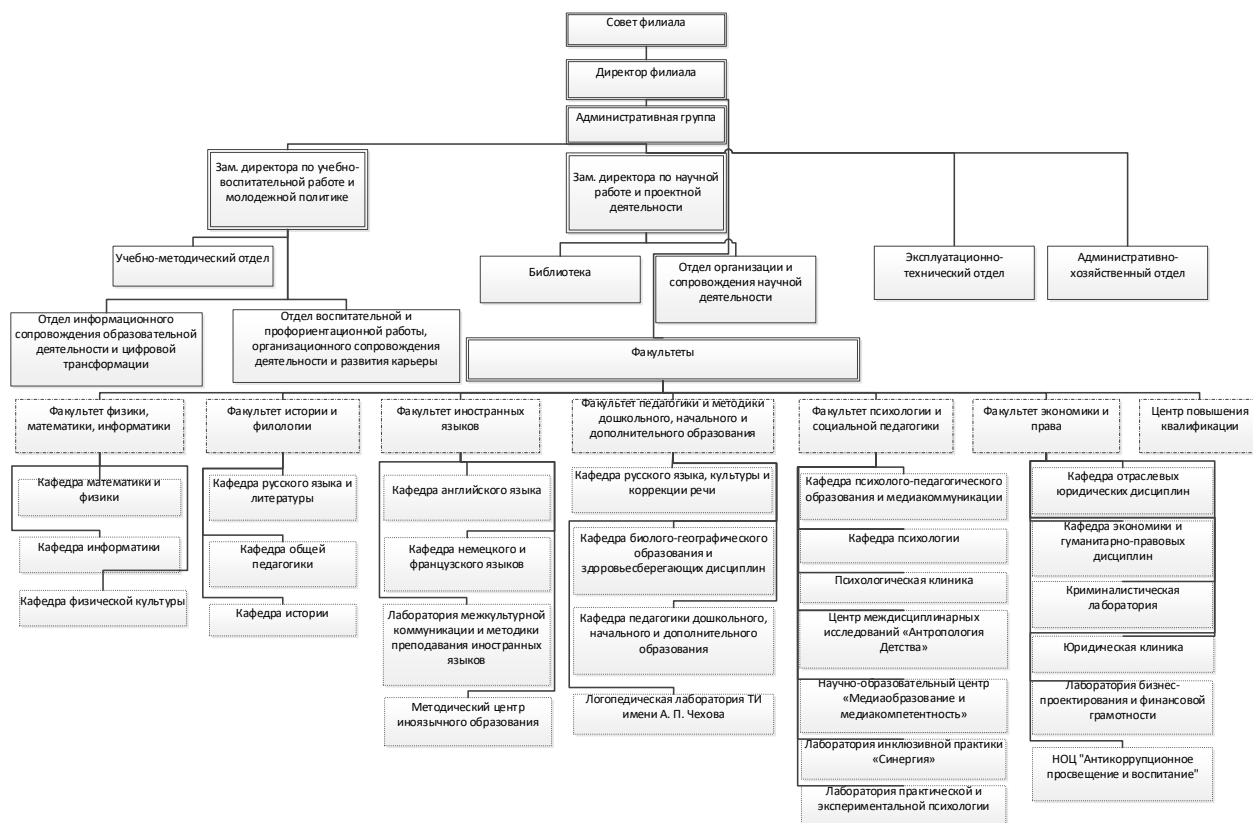 Совет филиала
Директор филиала
Административная группа
Зам. директора по учебно-
воспитательной работе и
молодежной политике
Зам. директора по научной
работе и проектной
деятельности
Учебно-методический отдел
Библиотека
Отдел организации и
сопровождения научной
деятельности
Эксплуатационно-
технический отдел
Административно-
хозяйственный отдел
Отдел информационного
сопровождения образовательной
деятельности и цифровой
трансформации
Отдел воспитательной и
профориентационной работы,
организационного сопровождения
деятельности и развития карьеры
Факультеты
Факультет физики,
математики, информатики
Факультет истории и
филологии
Факультет иностранных
языков
Факультет педагогики и методики
дошкольного, начального и
дополнительного образования
Факультет психологии и
социальной педагогики
Факультет экономики и
права
Центр повышения
квалификации
Кафедра математики и
физики
Кафедра информатики
Кафедра физической культуры
Кафедра русского языка и
литературы
Кафедра общей
педагогики
Кафедра истории
Кафедра английского языка
Кафедра немецкого и
французского языков
Лаборатория межкультурной
коммуникации и методики
преподавания иностранных
языков
Методический центр
иноязычного образования
Кафедра русского языка, культуры и
коррекции речи
Кафедра биолого-географического
образования и
здоровьесберегающих дисциплин
Кафедра педагогики дошкольного,
начального и дополнительного
образования
Логопедическая лаборатория ТИ
имени А. П. Чехова
Кафедра психолого-педагогического
образования и медиакоммуникации
Кафедра психологии
Психологическая клиника
Центр междисциплинарных
исследований «Антропология
Детства»
Научно-образовательный центр
«Медиаобразование и
медиакомпетентность»
Лаборатория инклюзивной практики
«Синергия»
Лаборатория практической и
экспериментальной психологии
Кафедра отраслевых
юридических дисциплин
Кафедра экономики и
гуманитарно-правовых
дисциплин
Криминалистическая
лаборатория
Юридическая клиника
Лаборатория бизнес-
проектирования и финансовой
грамотности
НОЦ "Антикоррупционное
просвещение и воспитание"